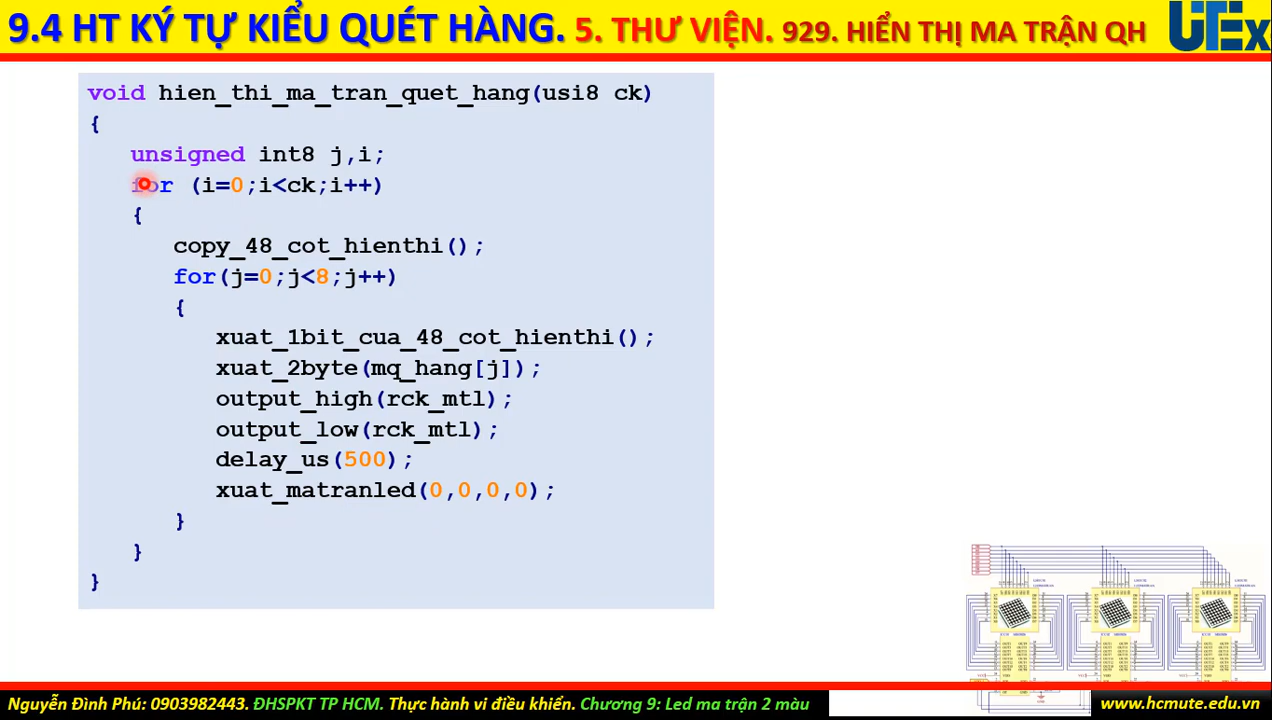 9.4 HT KÝ TỰ KIỂU QUÉT HÀNG. 5. THƯ VIỆN. 929. HIỂN THỊ MA TRẬN QH
UTEx
void hien_thi_ma_tran_quet_hang(usi8 ck)
{
unsigned int8 j,i;
for (i=0;i<ck;i++)
{
copy_48_cot_hienthi();
for(j=0;j<8;j++)
{
xuat_1bit_cua_48_cot_hienthi();
xuat_2byte(mq_hang[j]);
output_high(rck_mtl);
output_low(rck_mtl);
delay_us(500);
xuat_matranled(0,0,0,0);
}
}
}
Nguyễn Đình Phú: 0903982443. ĐHSPKT TP HCM. Thực hành vi điều khiển. Chương 9: Led ma trận 2 màu
www.hcmute.edu.vn